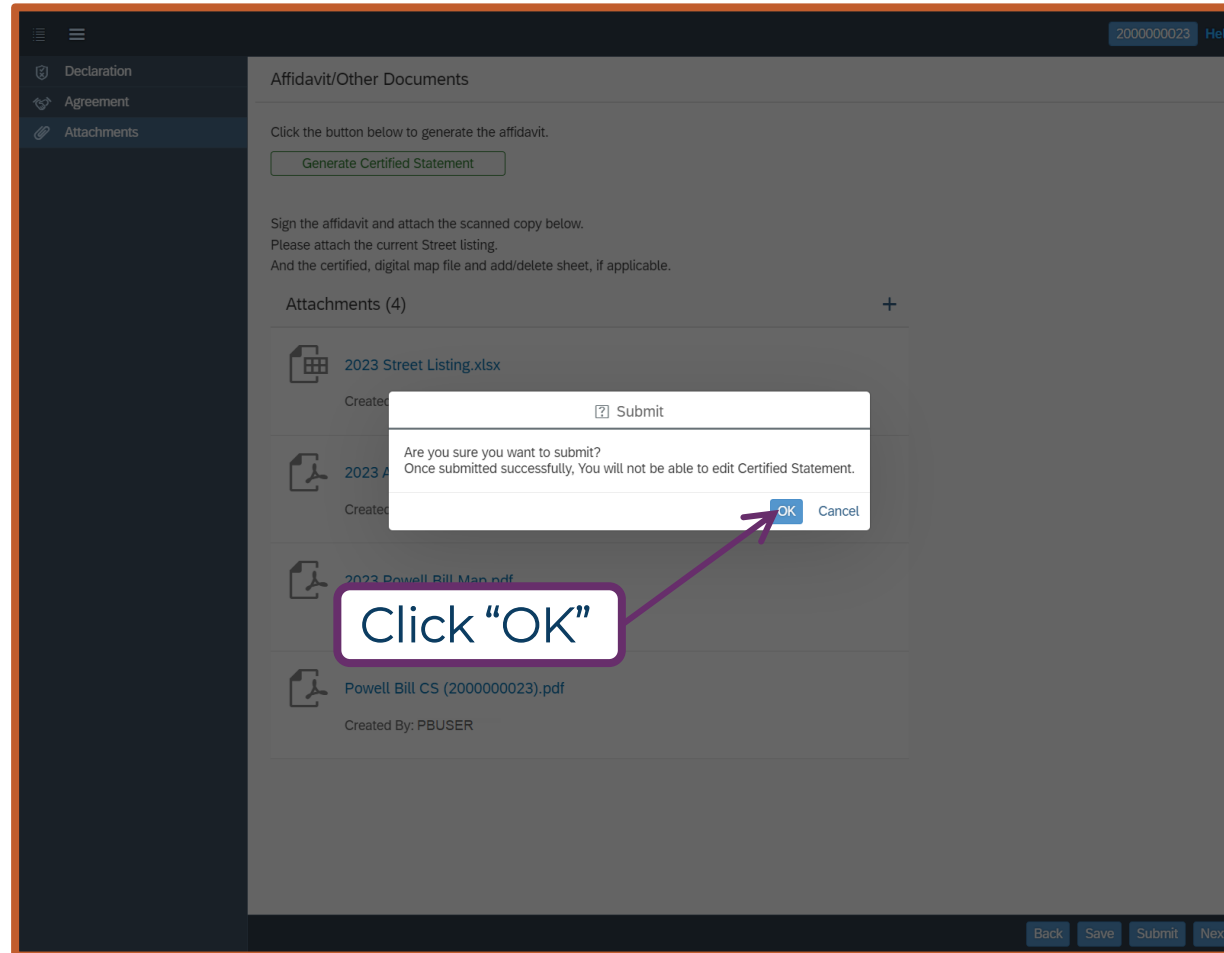 2000000023
Declaration
Agreement
Attachments
Affidavit/Other Documents
Click the button below to generate the affidavit.
Generate Certified Statement
Sign the affidavit and attach the scanned copy below.
Please attach the current Street listing.
And the certified, digital map file and add/delete sheet, if applicable.
Attachments (4)
2023 Street Listing.xlsx
Submit
Are you sure you want to submit?
Once submitted successfully, You will not be able to edit Certified Statement.
OK Cancel
2023
2023 Powell Bill Map.pdf
Click “OK”
Powell Bill CS (2000000023).pdf
Created By: PBUSER
Back Save Submit